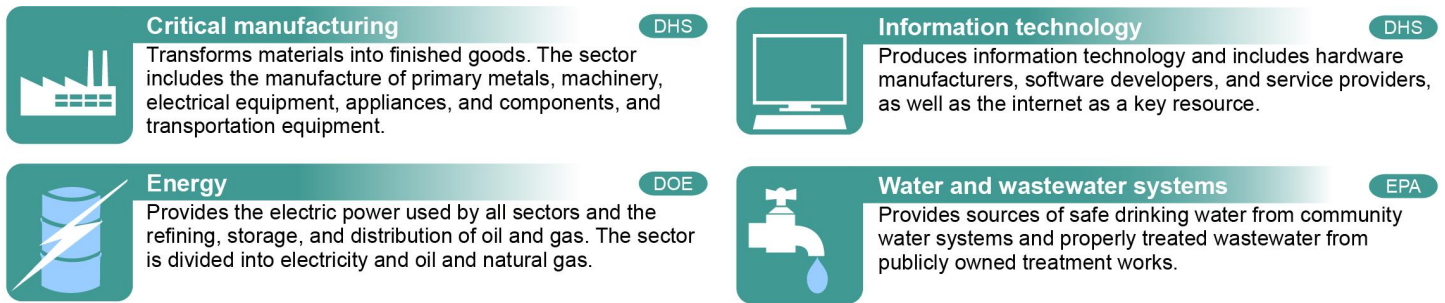 Critical manufacturing DHS
Transforms materials into finished goods. The sector
includes the manufacture of primary metals, machinery,
electrical equipment, appliances, and components, and
transportation equipment.
Information technology DHS
Produces information technology and includes hardware
manufacturers, software developers, and service providers,
as well as the internet as a key resource.
Energy DOE
Provides the electric power used by all sectors and the
refining, storage, and distribution of oil and gas. The sector
is divided into electricity and oil and natural gas.
Water and wastewater systems EPA
Provides sources of safe drinking water from community
water systems and properly treated wastewater from
publicly owned treatment works.